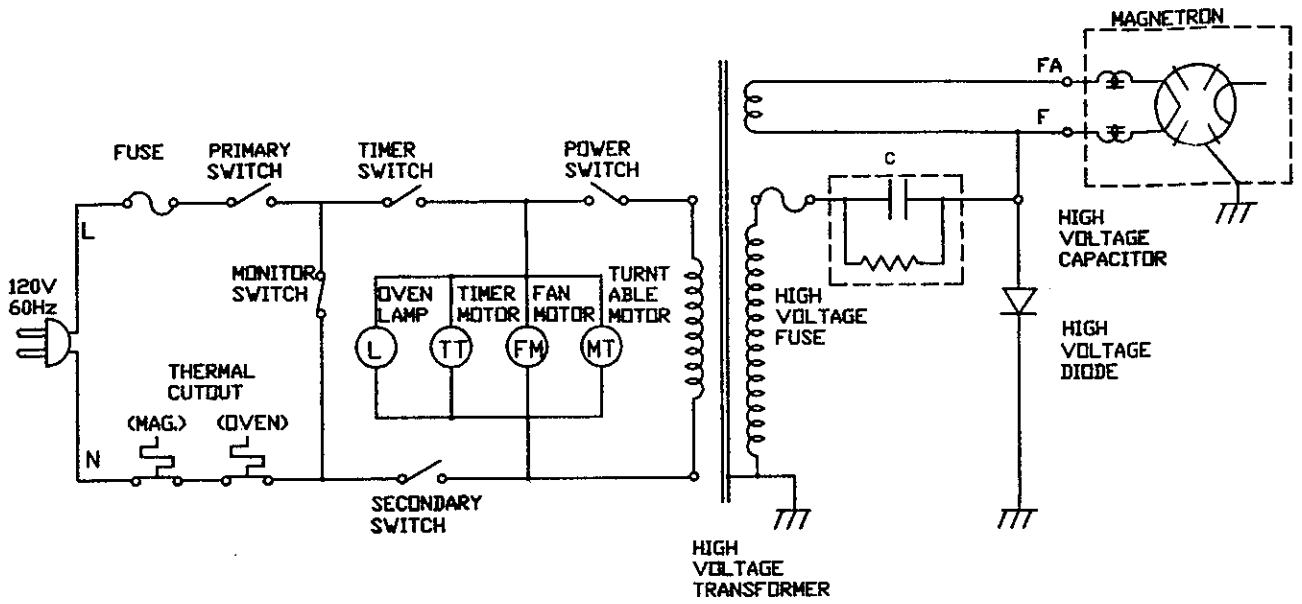 MAGNETRON
FA
F
FUSE
PRIMARY
SWITCH
TIMER
SWITCH
POWER
SWITCH
C
L
120V
60Hz
MONITOR
SWITCH
OVEN
LAMP
TIMER
MOTOR
FAN
MOTOR
TURNT
ABLE
MOTOR
L
TT
FM
MT
HIGH
VOLTAGE
FUSE
HIGH
VOLTAGE
CAPACITOR
HIGH
VOLTAGE
DIODE
THERMAL
CUTOUT
(MAG.)
(OVEN)
N
SECONDARY
SWITCH
HIGH
VOLTAGE
TRANSFORMER